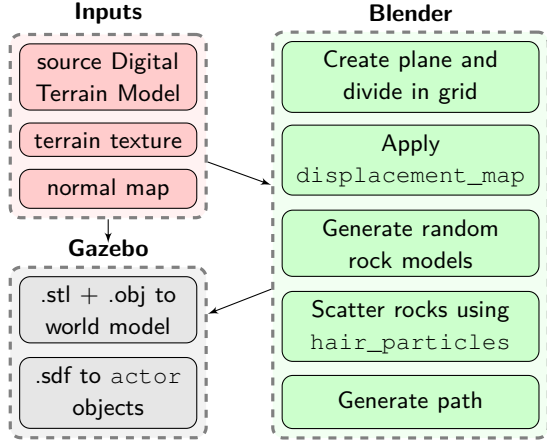 Inputs
source Digital
Terrain Model
terrain texture
normal map
Gazebo
.stl + .obj to
world model
.sdf to actor
objects
Blender
Create plane and
divide in grid
Apply
displacement_map
Generate random
rock models
Scatter rocks using
hair_particles
Generate path